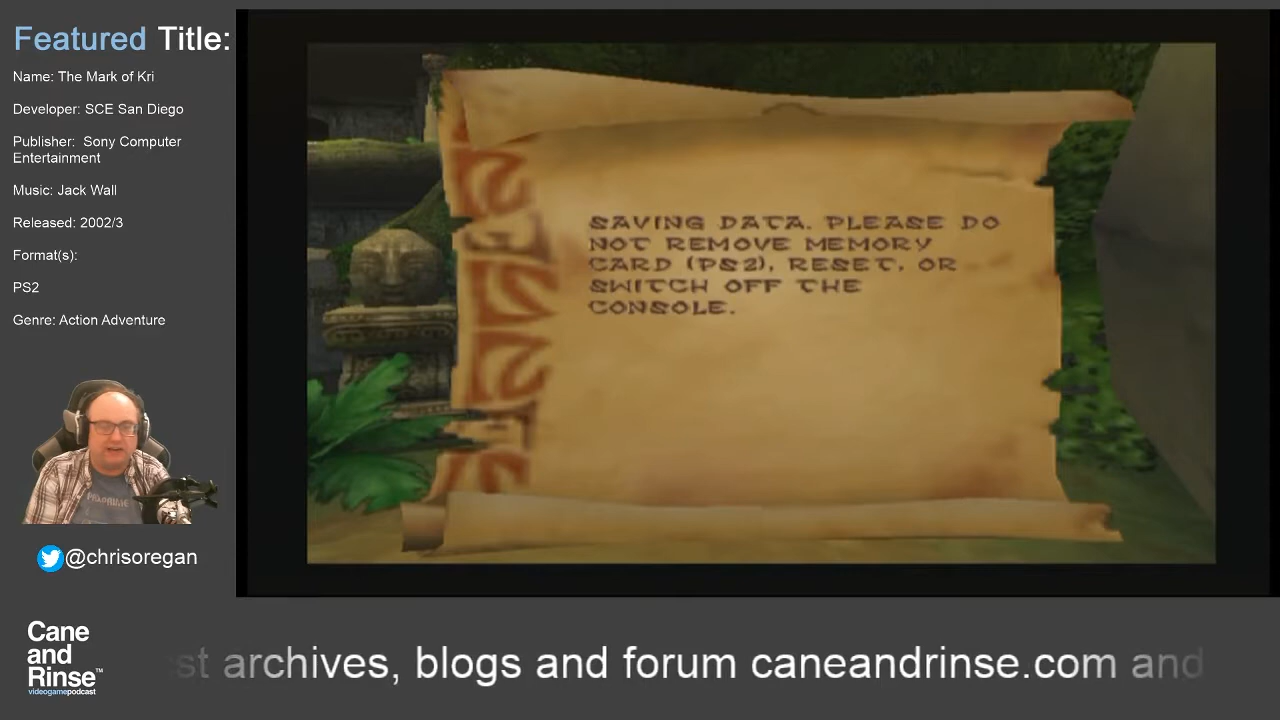 Featured Title:
Name: The Mark of Kri
Developer: SCE San Diego
Publisher: Sony Computer
Entertainment
Music: Jack Wall
Released: 2002/3
Format(s):
PS2
Genre: Action Adventure
SAVING DATA. PLEASE DO
NOT REMOVE MEMORY
CARD (PS2), RESET, OR
SWITCH OFF THE
CONSOLE.
@chrisoregan
Cane
and
Rinse™
videogamepodcast
st archives, blogs and forum caneandrinse.com and